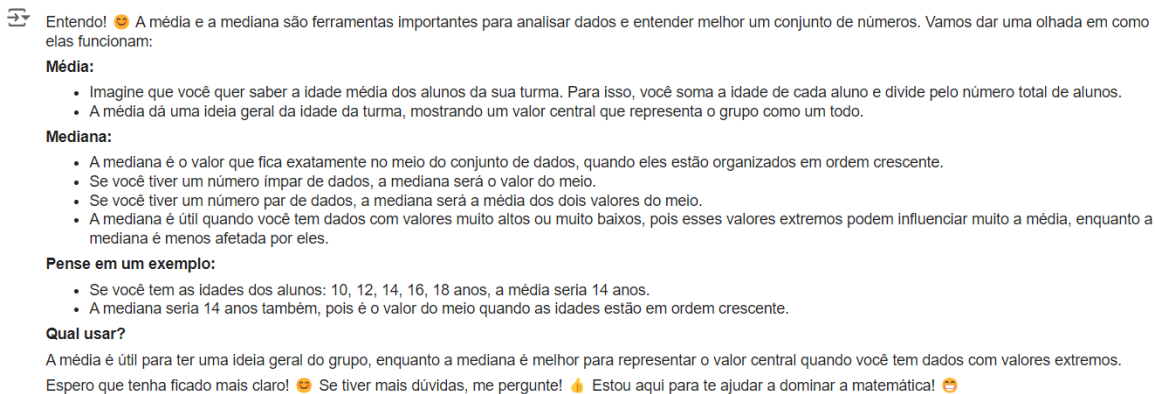 Entendo! 😊 A média e a mediana são ferramentas importantes para analisar dados e entender melhor um conjunto de números. Vamos dar uma olhada em como
elas funcionam:
Média:
• Imagine que você quer saber a idade média dos alunos da sua turma. Para isso, você soma a idade de cada aluno e divide pelo número total de alunos.
• A média dá uma ideia geral da idade da turma, mostrando um valor central que representa o grupo como um todo.
Mediana:
• A mediana é o valor que fica exatamente no meio do conjunto de dados, quando eles estão organizados em ordem crescente.
• Se você tiver um número ímpar de dados, a mediana será o valor do meio.
• Se você tiver um número par de dados, a mediana será a média dos dois valores do meio.
• A mediana é útil quando você tem dados com valores muito altos ou muito baixos, pois esses valores extremos podem influenciar muito a média, enquanto a
mediana é menos afetada por eles.
Pense em um exemplo:
• Se você tem as idades dos alunos: 10, 12, 14, 16, 18 anos, a média seria 14 anos.
• A mediana seria 14 anos também, pois é o valor do meio quando as idades estão em ordem crescente.
Qual usar?
A média é útil para ter uma ideia geral do grupo, enquanto a mediana é melhor para representar o valor central quando você tem dados com valores extremos.
Espero que tenha ficado mais claro! 😊 Se tiver mais dúvidas, me pergunte! 👍 Estou aqui para te ajudar a dominar a matemática! 😁